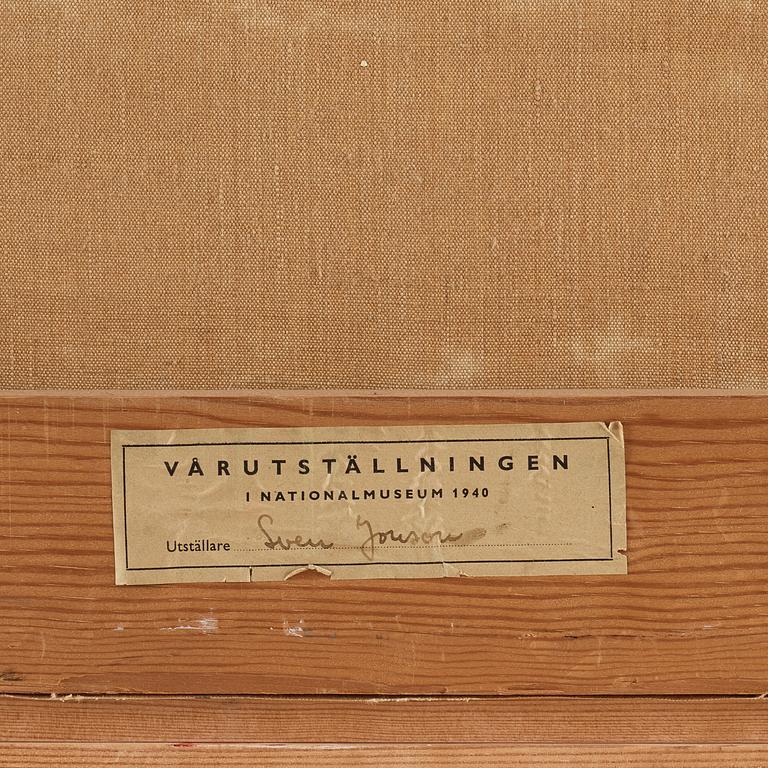 VÅRUTSTÄLLNINGEN
I NATIONALMUSEUM 1940
Utställare Sven Jonson